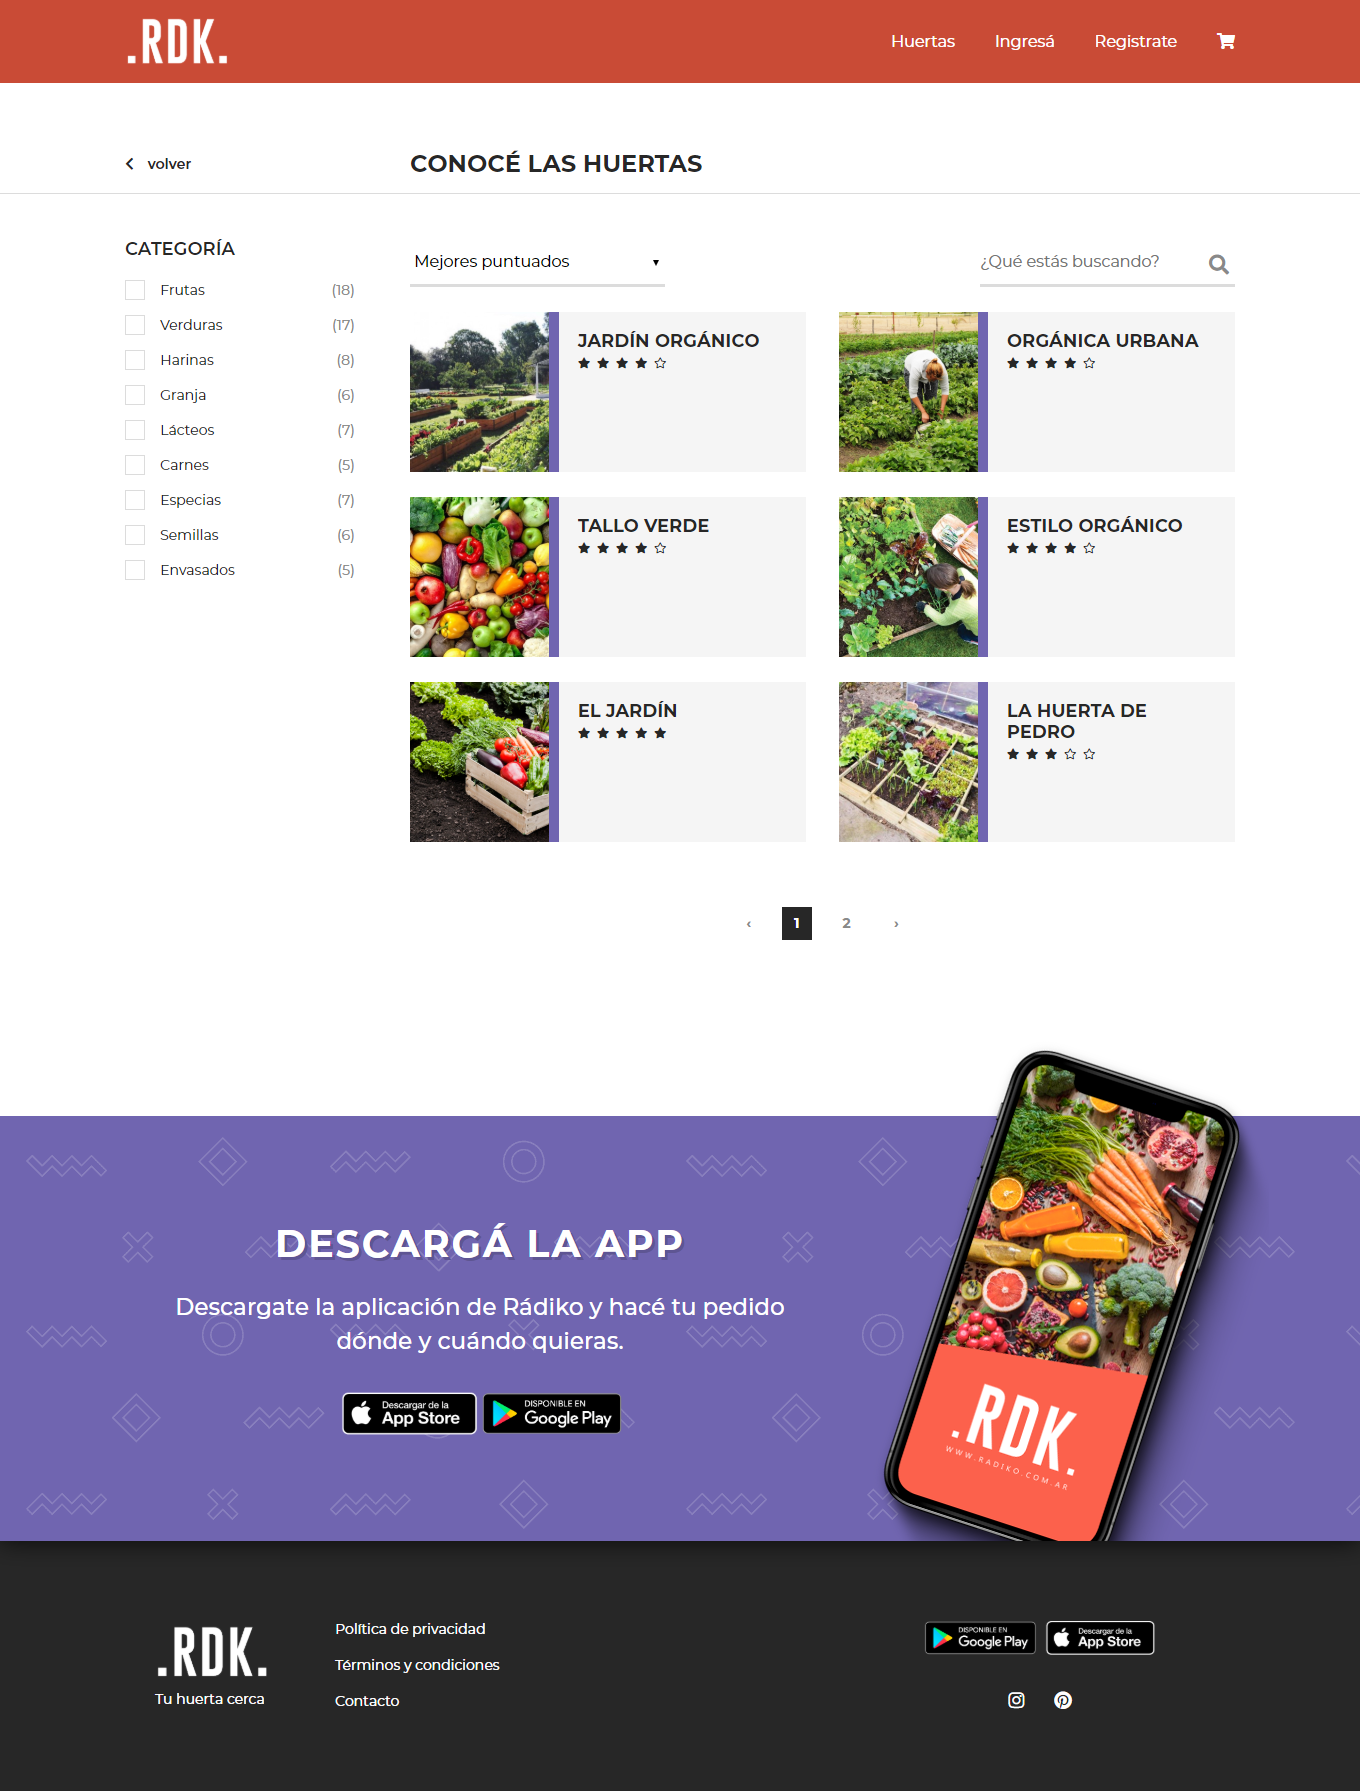 .RDK.
Huertas
Ingresá
Registrate
volver
CONOCÉ LAS HUERTAS
CATEGORÍA
Frutas (18)
Verduras (17)
Harinas (8)
Granja (6)
Lácteos (7)
Carnes (5)
Especias (7)
Semillas (6)
Envasados (5)
Mejores puntuados
¿Qué estás buscando?
JARDÍN ORGÁNICO
ORGÁNICA URBANA
TALLO VERDE
ESTILO ORGÁNICO
EL JARDÍN
LA HUERTA DE
PEDRO
‹ 1 2 ›
DESCARGÁ LA APP
Descargate la aplicación de Rádiko y hacé tu pedido
dónde y cuándo quieras.
Descargar de la
App Store
DISPONIBLE EN
Google Play
.RDK.
WWW.RADIKO.COM.AR
.RDK.
Tu huerta cerca
Política de privacidad
Términos y condiciones
Contacto
DISPONIBLE EN
Google Play
Descargar de la
App Store